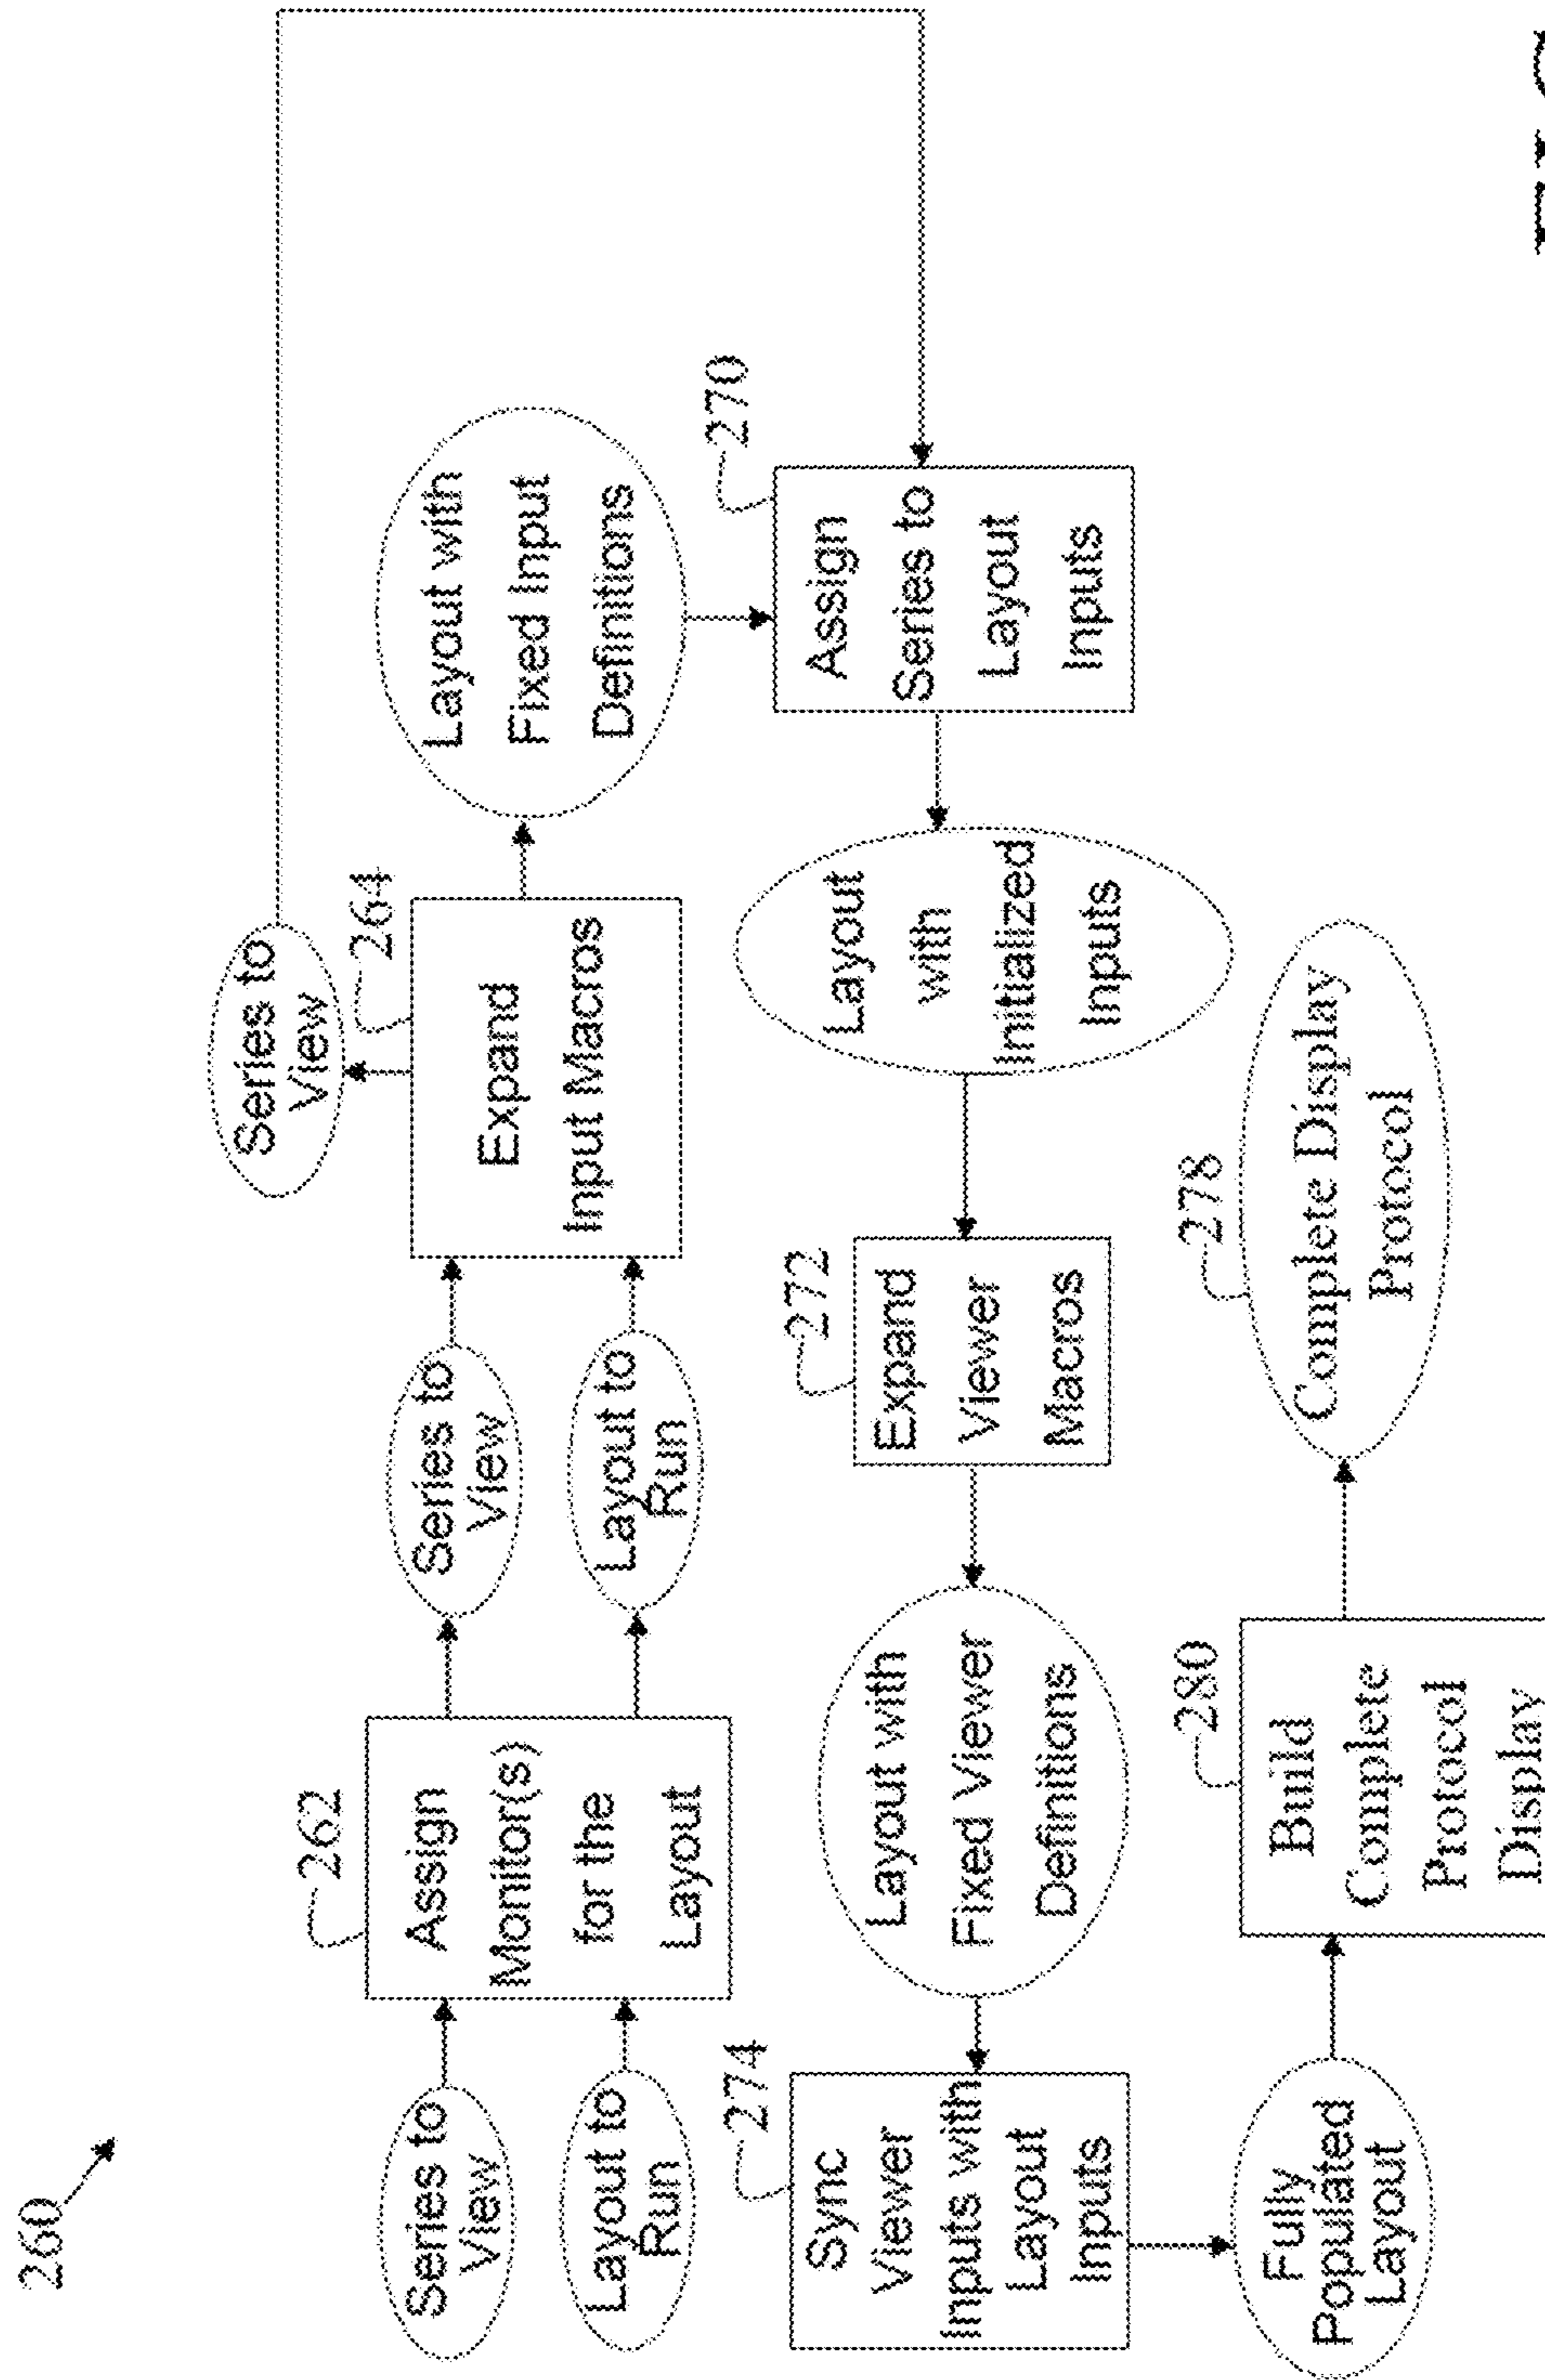 260
Series to
View
Layout to
Run
262
Assign
Monitor(s)
for the
Layout
Series to
View
Layout to
Run
264
Expand
Input Macros
Series to
View
Layout with
Fixed Input
Definitions
270
Assign
Series to
Layout
Inputs
Layout
with
Initialized
Inputs
272
Expand
Viewer
Macros
Layout with
Fixed Viewer
Definitions
274
Sync
Viewer
Inputs with
Layout
Inputs
Fully
Populated
Layout
280
Build
Complete
Protocol
Display
278
Complete Display
Protocol